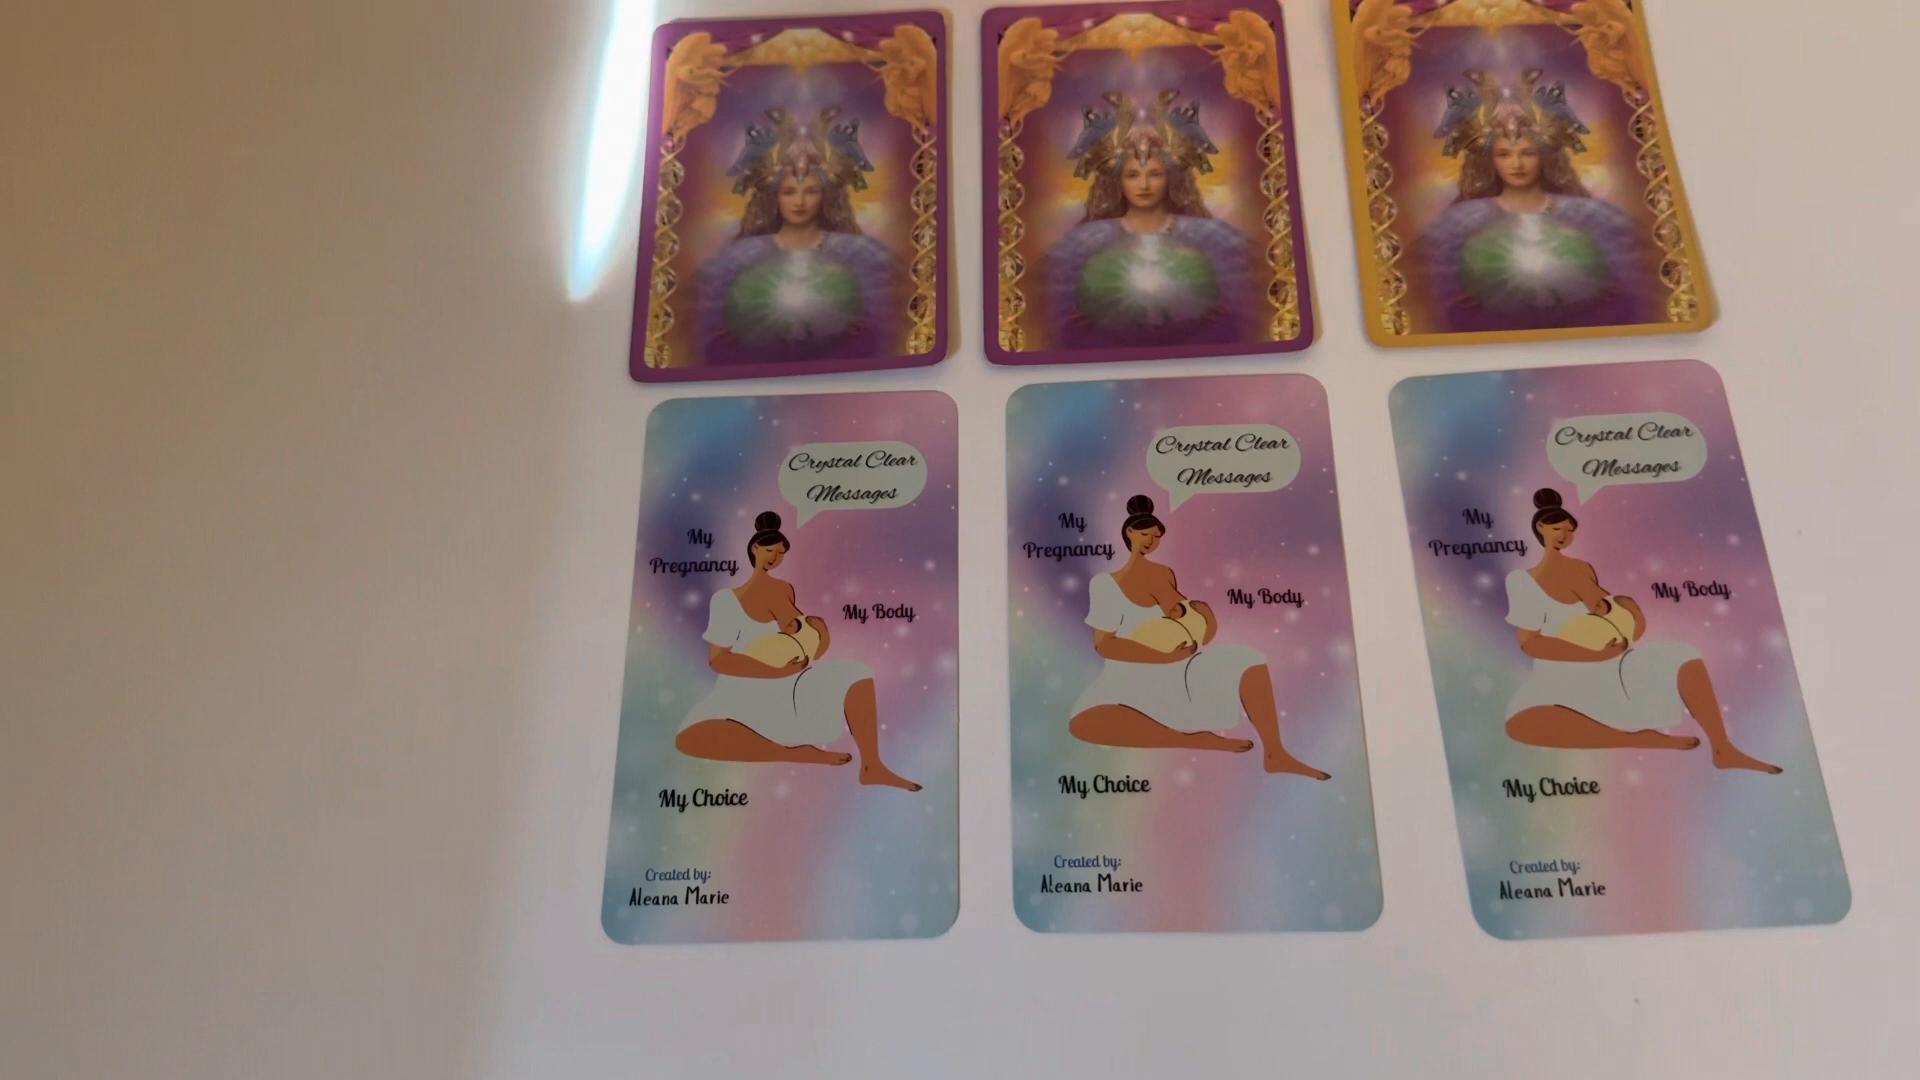 Crystal Clear
Messages
My
Pregnancy
My Body
My Choice
Created by:
Aleana Marie
Crystal Clear
Messages
My
Pregnancy
My Body
My Choice
Created by:
Aleana Marie
Crystal Clear
Messages
My
Pregnancy
My Body
My Choice
Created by:
Aleana Marie